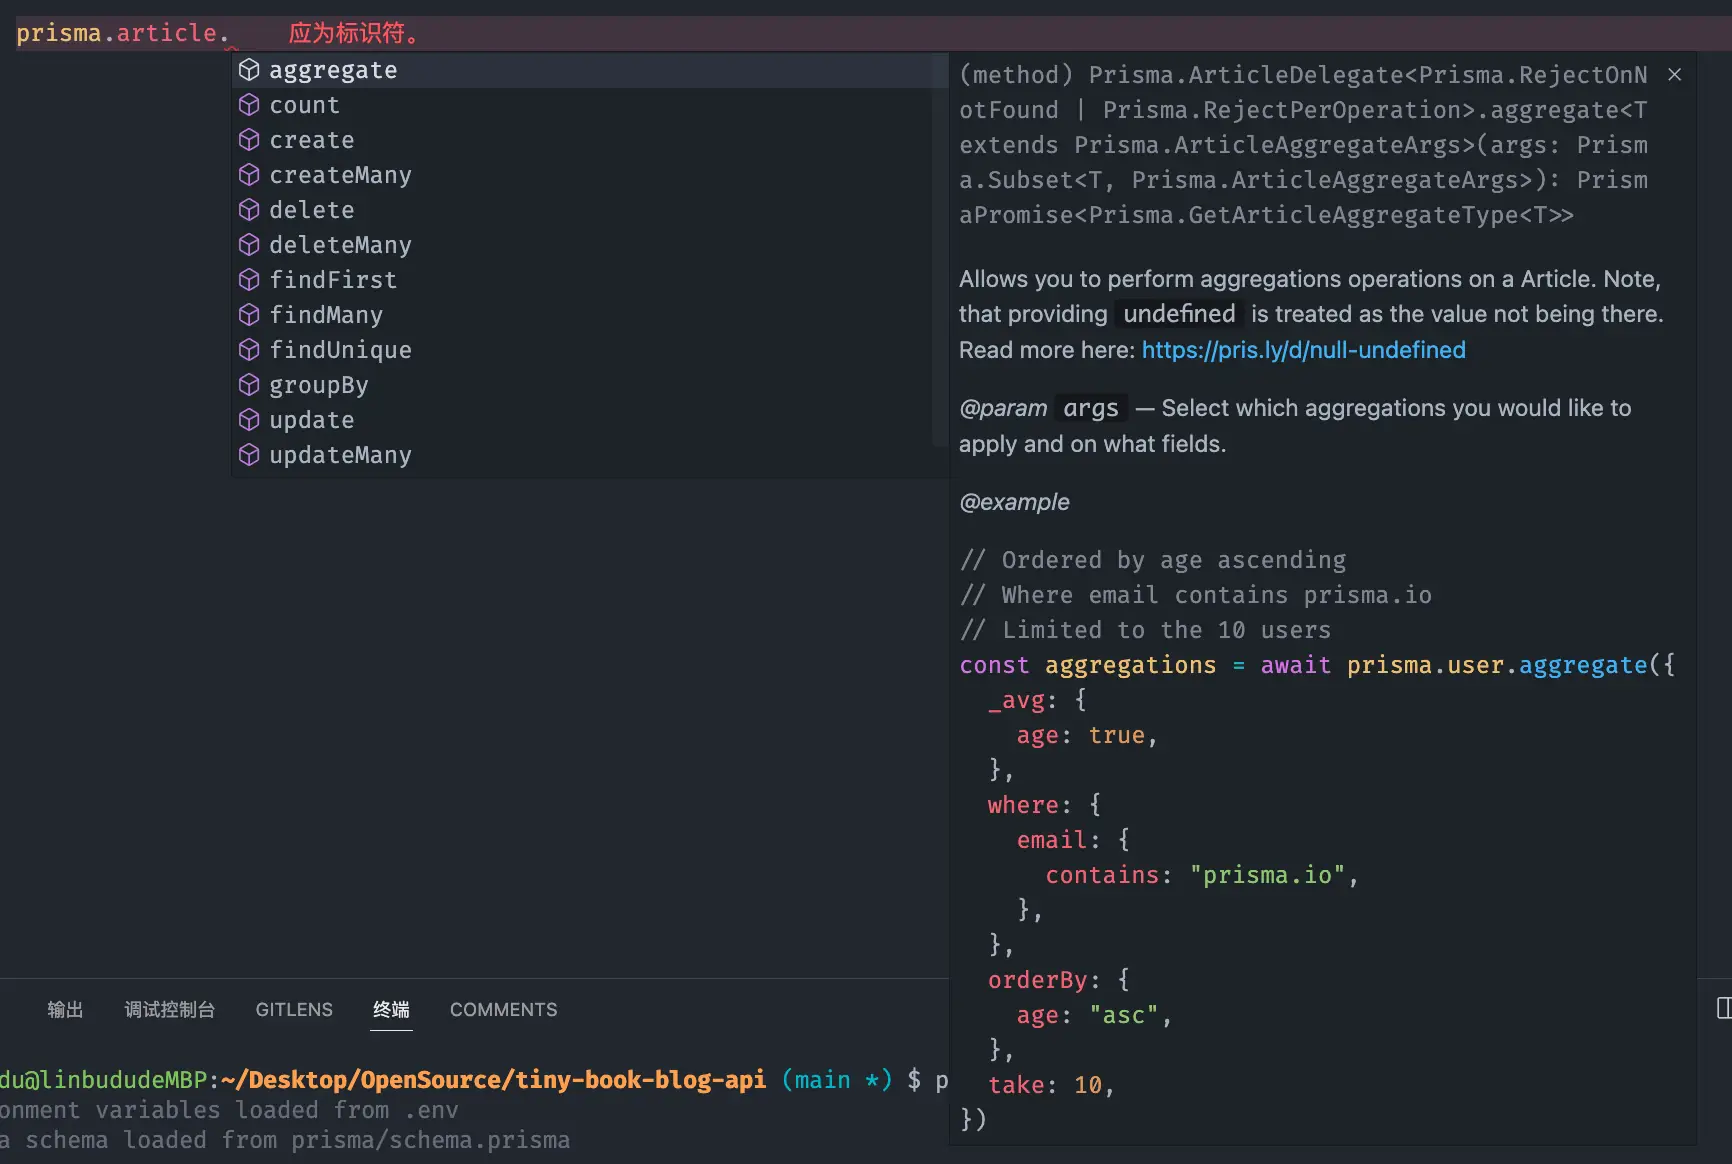 prisma.article.    应为标识符。
aggregate
count
create
createMany
delete
deleteMany
findFirst
findMany
findUnique
groupBy
update
updateMany
(method) Prisma.ArticleDelegate<Prisma.RejectOnN
otFound | Prisma.RejectPerOperation>.aggregate<T
extends Prisma.ArticleAggregateArgs>(args: Prism
a.Subset<T, Prisma.ArticleAggregateArgs>): Prism
aPromise<Prisma.GetArticleAggregateType<T>>
Allows you to perform aggregations operations on a Article. Note,
that providing undefined is treated as the value not being there.
Read more here: https://pris.ly/d/null-undefined
@param args — Select which aggregations you would like to
apply and on what fields.
@example
// Ordered by age ascending
// Where email contains prisma.io
// Limited to the 10 users
const aggregations = await prisma.user.aggregate({
  _avg: {
    age: true,
  },
  where: {
    email: {
      contains: "prisma.io",
    },
  },
  orderBy: {
    age: "asc",
  },
  take: 10,
})
输出 调试控制台 GITLENS 终端 COMMENTS
du@linbududeMBP:~/Desktop/OpenSource/tiny-book-blog-api (main *) $ p
onment variables loaded from .env
a schema loaded from prisma/schema.prisma